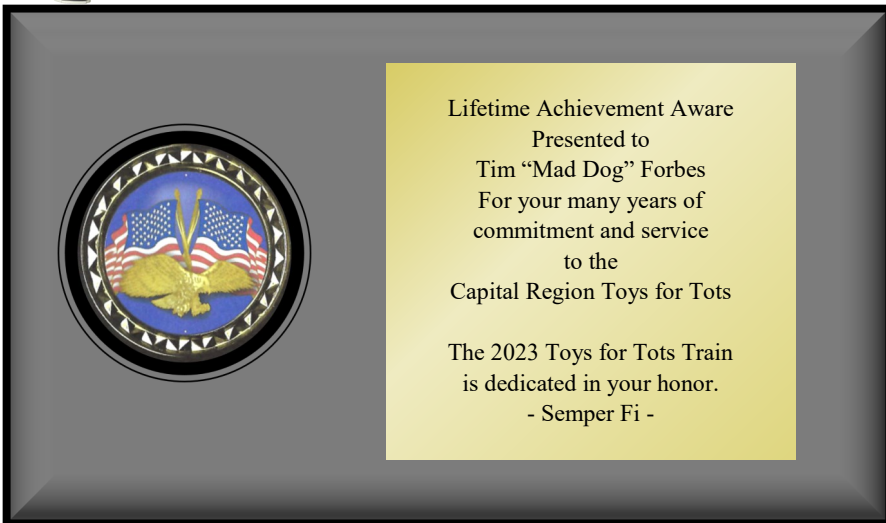 Lifetime Achievement Aware
Presented to
Tim “Mad Dog” Forbes
For your many years of
commitment and service
to the
Capital Region Toys for Tots
The 2023 Toys for Tots Train
is dedicated in your honor.
- Semper Fi -